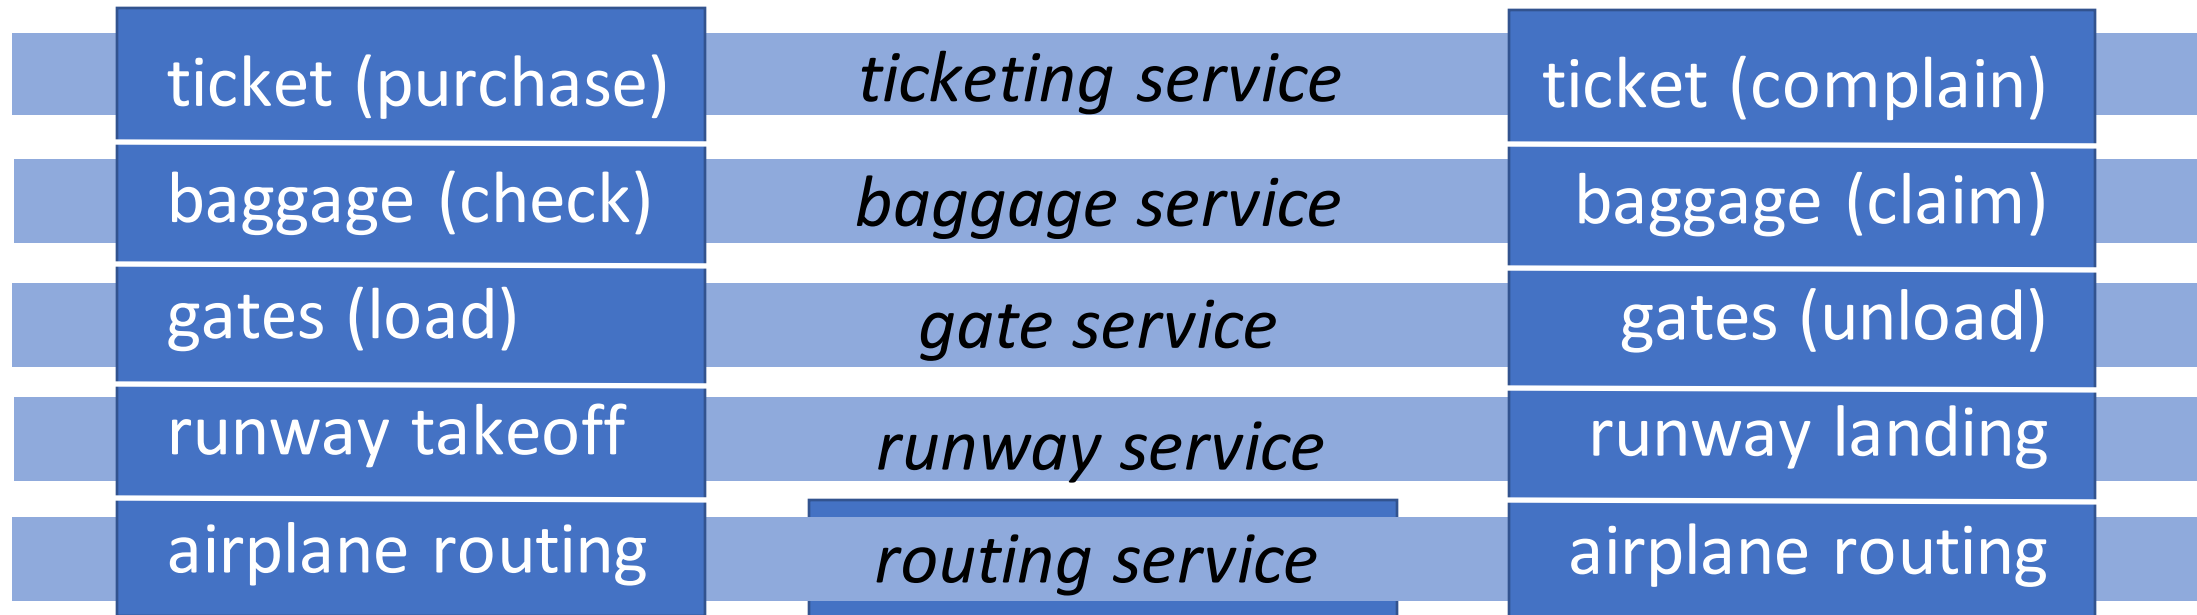 ticket (purchase) ticketing service ticket (complain)
baggage (check) baggage service baggage (claim)
gates (load) gate service gates (unload)
runway takeoff runway service runway landing
airplane routing routing service airplane routing